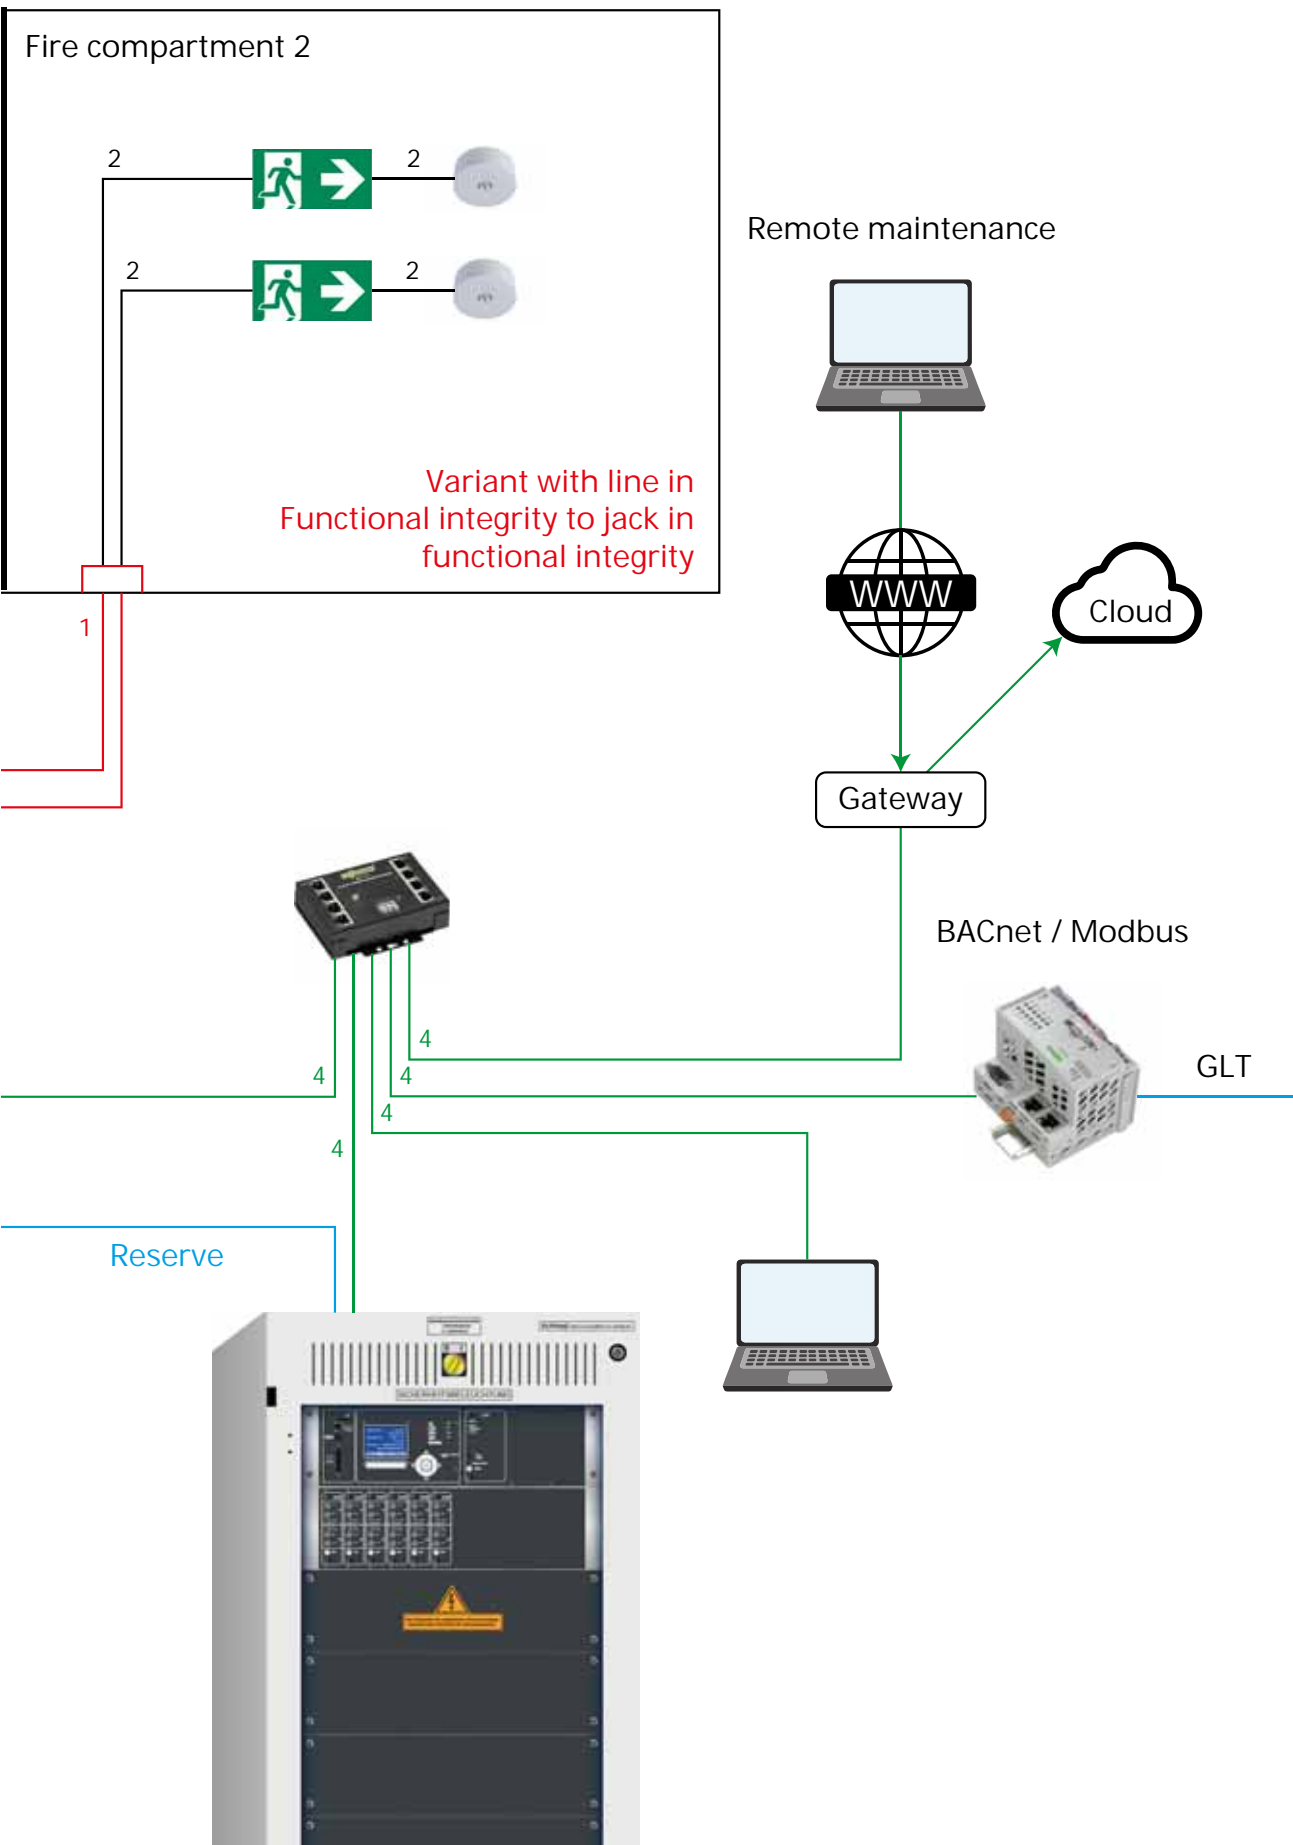 Fire compartment 2
2
2
2
2
Remote maintenance
Variant with line in
Functional integrity to jack in
functional integrity
WWW
Cloud
1
Gateway
BACnet / Modbus
4
GLT
4
4
4
4
Reserve
SICHERHEITSBELEUCHTUNG